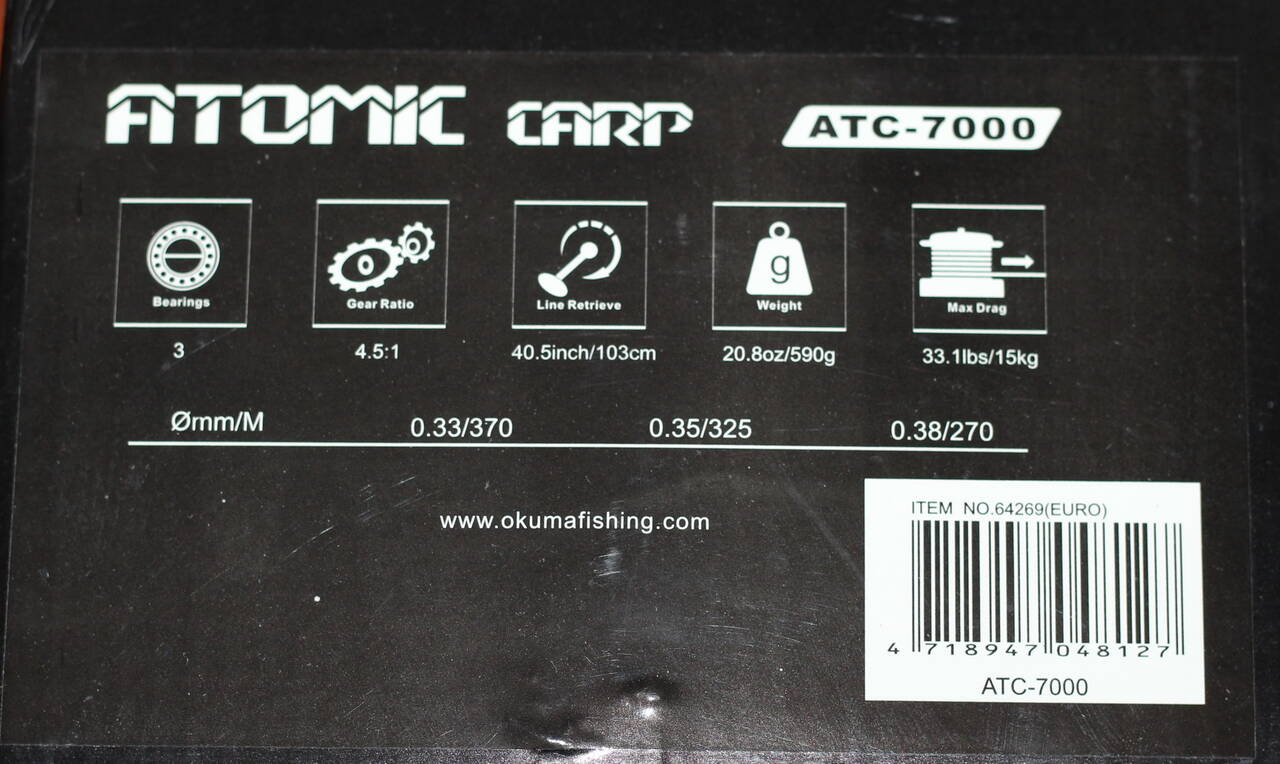 ATOMIC CARP ATC-7000
g
Bearings Gear Ratio Line Retrieve Weight Max Drag
3 4.5:1 40.5inch/103cm 20.8oz/590g 33.1lbs/15kg
Ømm/M 0.33/370 0.35/325 0.38/270
www.okumafishing.com
ITEM NO.64269(EURO)
4 718947 048127
ATC-7000